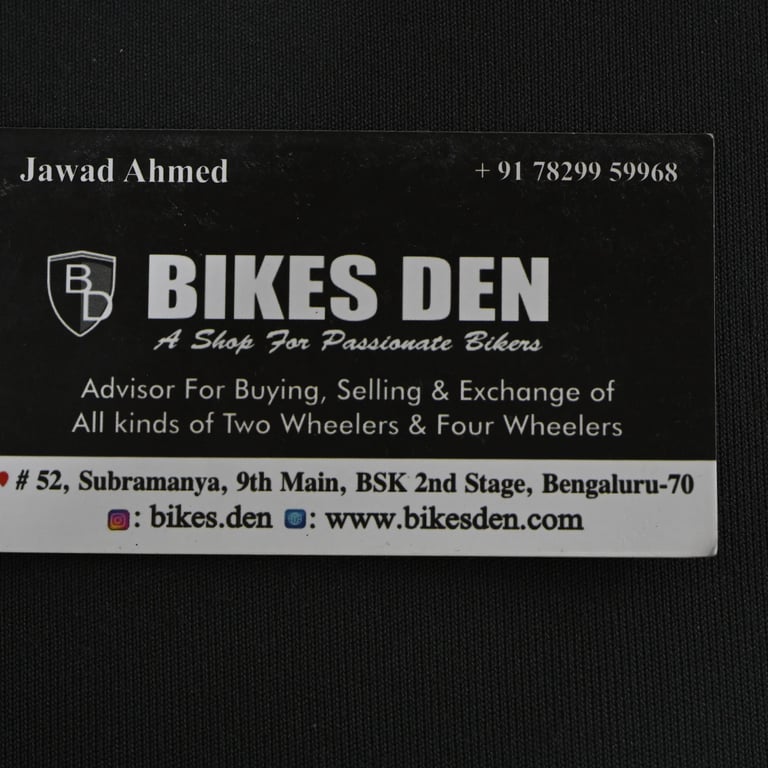 Jawad Ahmed + 91 78299 59968
BD BIKES DEN
A Shop For Passionate Bikers
Advisor For Buying, Selling & Exchange of
All kinds of Two Wheelers & Four Wheelers
# 52, Subramanya, 9th Main, BSK 2nd Stage, Bengaluru-70
: bikes.den : www.bikesden.com